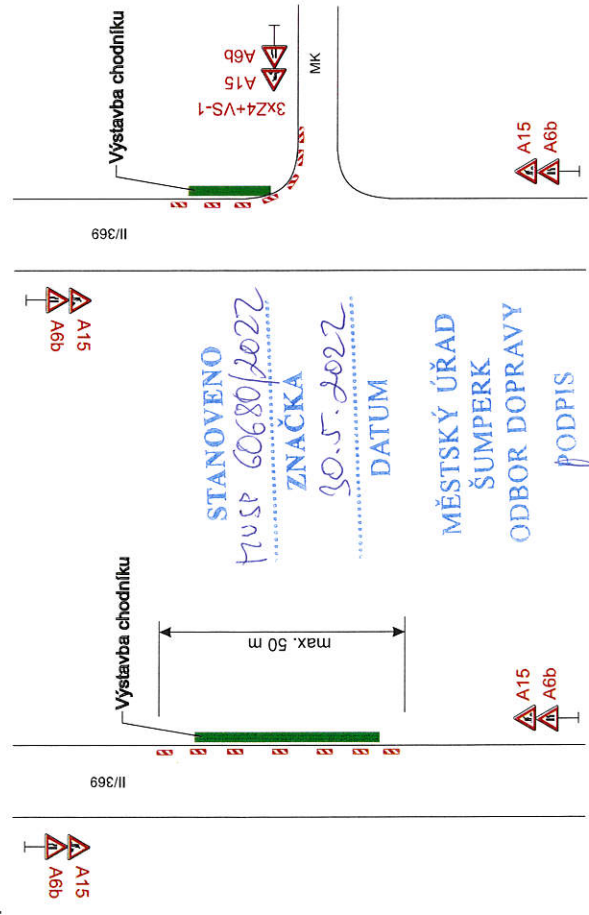 A6b
A15
II/369
Výstavba chodníku
max. 50 m
A15
A6b
A6b
A15
II/369
Výstavba chodníku
3xZ4+VS-1
A15
A6b
MK
A15
A6b
STANOVENO
MUSP 60680/2022
ZNAČKA
30.5.2022
DATUM
MĚSTSKÝ ÚŘAD
ŠUMPERK
ODBOR DOPRAVY
PODPIS